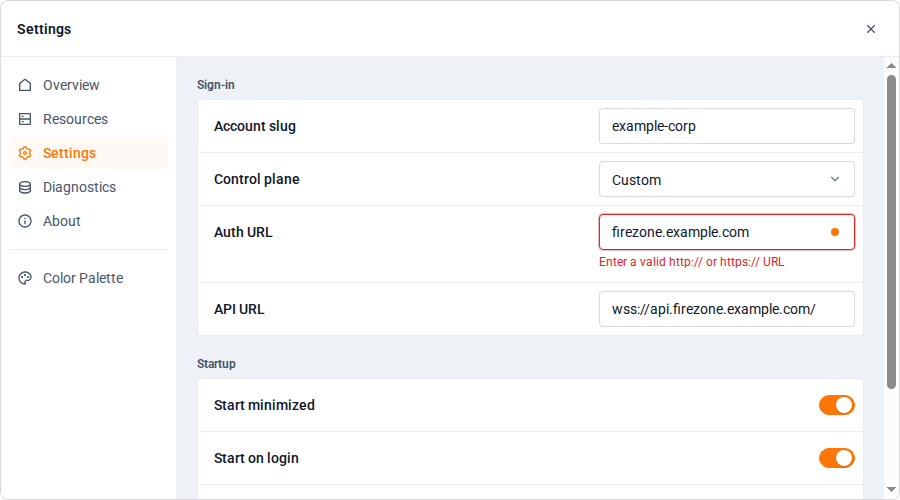 Settings
Overview
Resources
Settings
Diagnostics
About
Color Palette
Sign-in
Account slug
example-corp
Control plane
Custom
Auth URL
firezone.example.com
Enter a valid http:// or https:// URL
API URL
wss://api.firezone.example.com/
Startup
Start minimized
Start on login